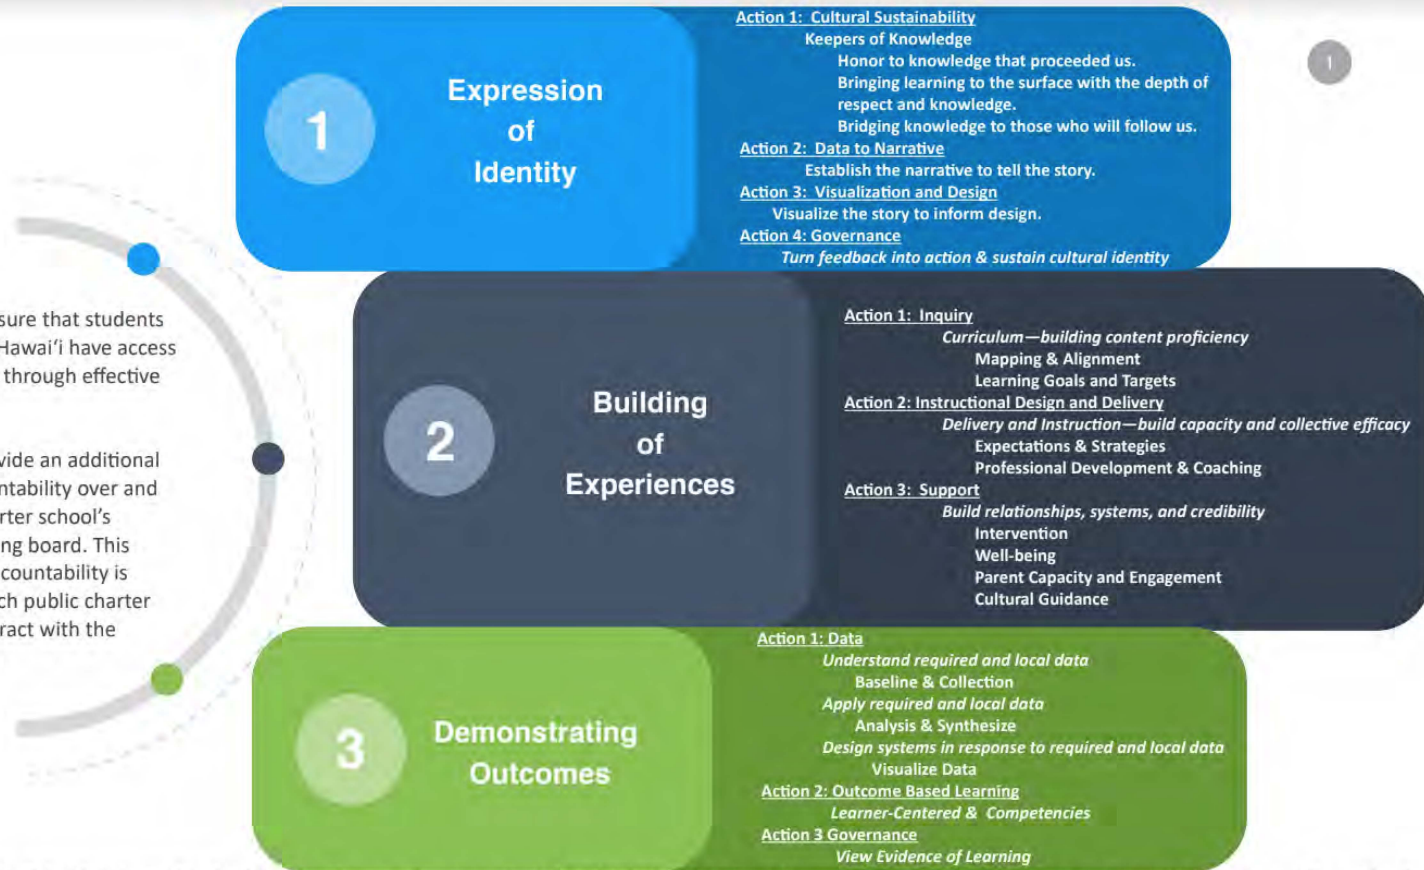 1
sure that students
Hawaiʻi have access
through effective
vide an additional
ntability over and
rter school's
ng board. This
countability is
ch public charter
ract with the
1
Expression
of
Identity
Action 1:  Cultural Sustainability
Keepers of Knowledge
Honor to knowledge that proceeded us.
Bringing learning to the surface with the depth of
respect and knowledge.
Bridging knowledge to those who will follow us.
Action 2:  Data to Narrative
Establish the narrative to tell the story.
Action 3:  Visualization and Design
Visualize the story to inform design.
Action 4: Governance
Turn feedback into action & sustain cultural identity
2
Building
of
Experiences
Action 1:  Inquiry
Curriculum—building content proficiency
Mapping & Alignment
Learning Goals and Targets
Action 2: Instructional Design and Delivery
Delivery and Instruction—build capacity and collective efficacy
Expectations & Strategies
Professional Development & Coaching
Action 3:  Support
Build relationships, systems, and credibility
Intervention
Well-being
Parent Capacity and Engagement
Cultural Guidance
3
Demonstrating
Outcomes
Action 1: Data
Understand required and local data
Baseline & Collection
Apply required and local data
Analysis & Synthesize
Design systems in response to required and local data
Visualize Data
Action 2: Outcome Based Learning
Learner-Centered &  Competencies
Action 3 Governance
View Evidence of Learning